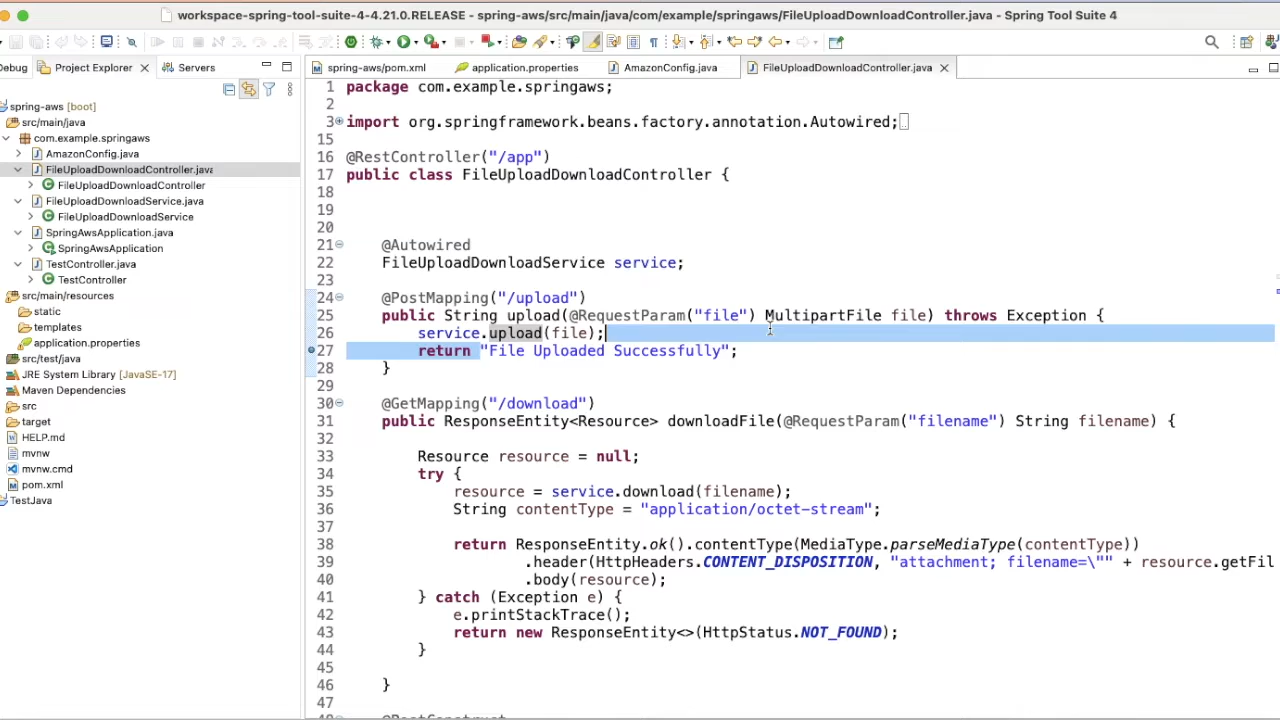 workspace-spring-tool-suite-4-4.21.0.RELEASE - spring-aws/src/main/java/com/example/springaws/FileUploadDownloadController.java - Spring Tool Suite 4
Debug Project Explorer Servers
spring-aws/pom.xml application.properties AmazonConfig.java FileUploadDownloadController.java
spring-aws [boot]
src/main/java
com.example.springaws
AmazonConfig.java
FileUploadDownloadController.java
FileUploadDownloadController
FileUploadDownloadService.java
FileUploadDownloadService
SpringAwsApplication.java
SpringAwsApplication
TestController.java
TestController
src/main/resources
static
templates
application.properties
src/test/java
JRE System Library [JavaSE-17]
Maven Dependencies
src
target
HELP.md
mvnw
mvnw.cmd
pom.xml
TestJava
1 package com.example.springaws;
2
3 import org.springframework.beans.factory.annotation.Autowired;
15
16 @RestController("/app")
17 public class FileUploadDownloadController {
18
19
20
21 @Autowired
22 FileUploadDownloadService service;
23
24 @PostMapping("/upload")
25 public String upload(@RequestParam("file") MultipartFile file) throws Exception {
26 service.upload(file);
27 return "File Uploaded Successfully";
28 }
29
30 @GetMapping("/download")
31 public ResponseEntity<Resource> downloadFile(@RequestParam("filename") String filename) {
32
33 Resource resource = null;
34 try {
35 resource = service.download(filename);
36 String contentType = "application/octet-stream";
37
38 return ResponseEntity.ok().contentType(MediaType.parseMediaType(contentType))
39 .header(HttpHeaders.CONTENT_DISPOSITION, "attachment; filename=\"" + resource.getFil
40 .body(resource);
41 } catch (Exception e) {
42 e.printStackTrace();
43 return new ResponseEntity<>(HttpStatus.NOT_FOUND);
44 }
45
46 }
47